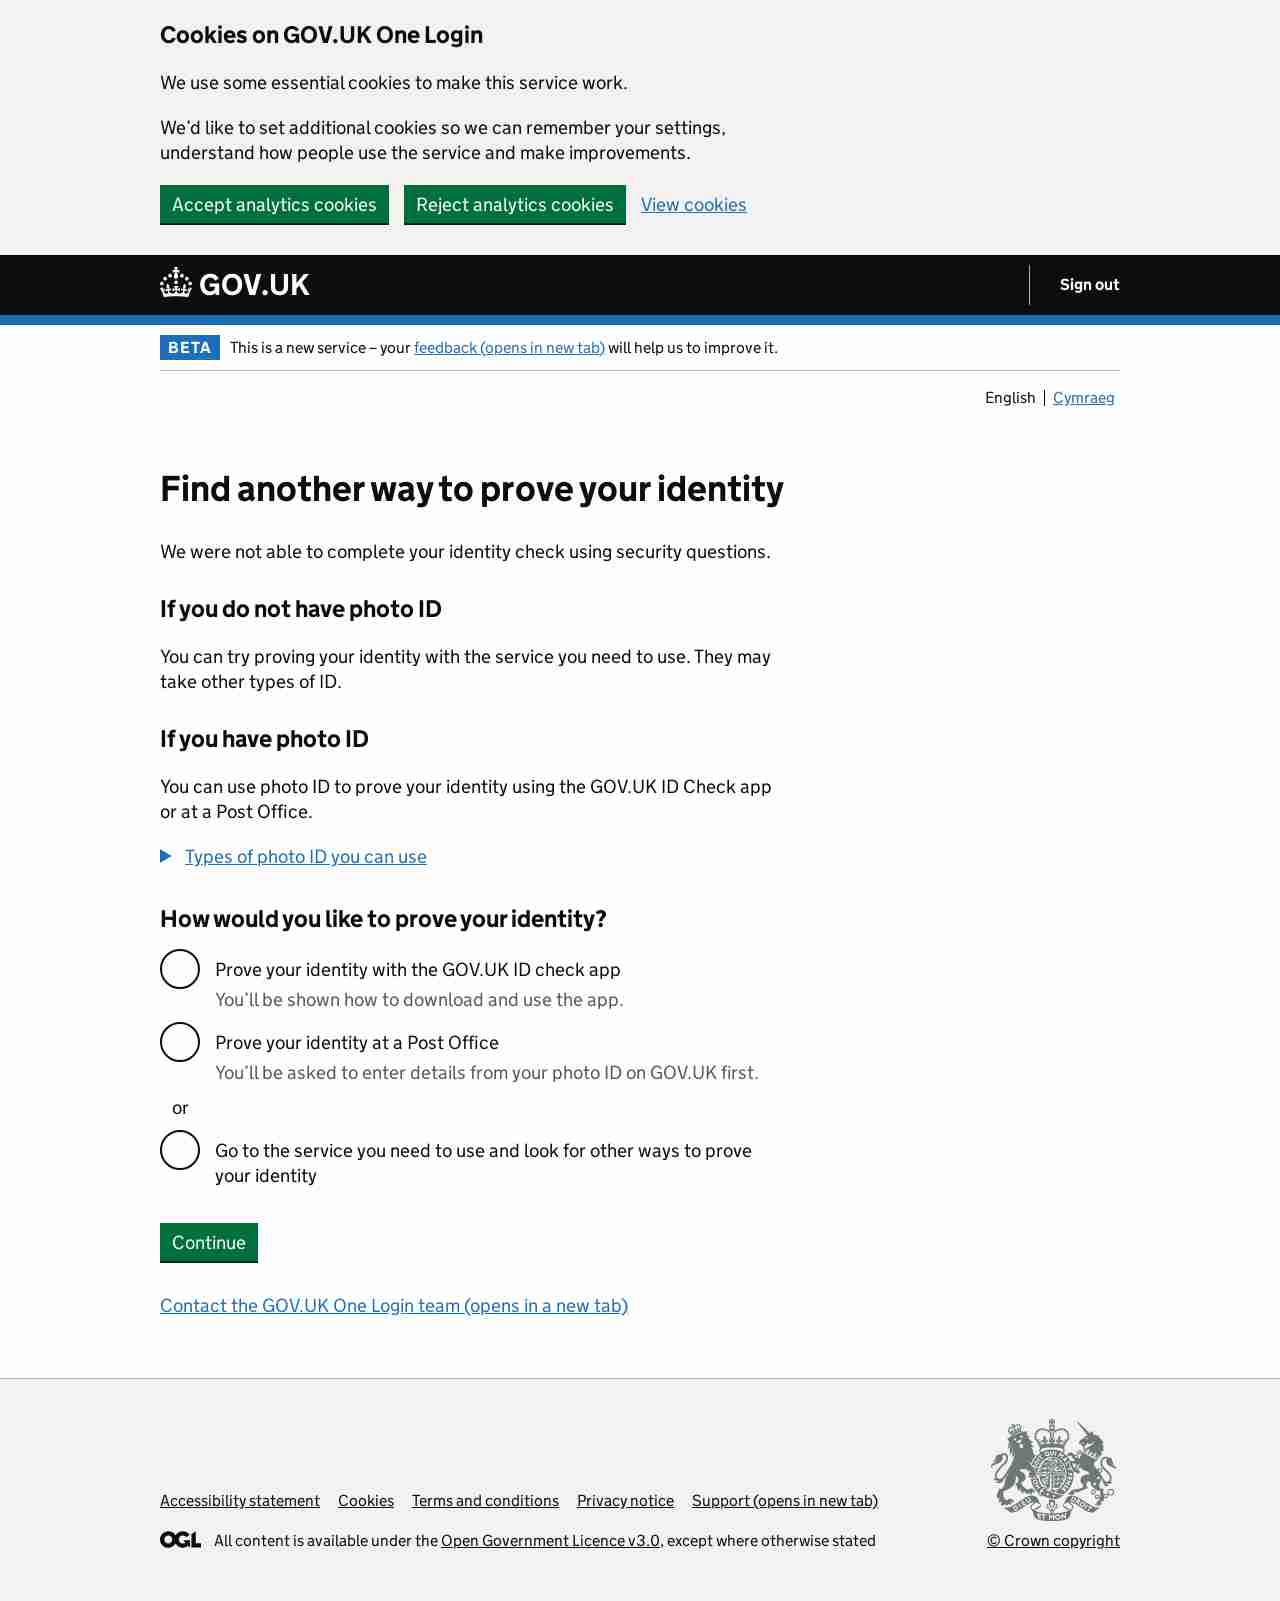 Cookies on GOV.UK One Login
We use some essential cookies to make this service work.
We’d like to set additional cookies so we can remember your settings,
understand how people use the service and make improvements.
Accept analytics cookies
Reject analytics cookies
View cookies
GOV.UK
Sign out
BETA
This is a new service – your feedback (opens in new tab) will help us to improve it.
English
Cymraeg
Find another way to prove your identity
We were not able to complete your identity check using security questions.
If you do not have photo ID
You can try proving your identity with the service you need to use. They may
take other types of ID.
If you have photo ID
You can use photo ID to prove your identity using the GOV.UK ID Check app
or at a Post Office.
Types of photo ID you can use
How would you like to prove your identity?
Prove your identity with the GOV.UK ID check app
You’ll be shown how to download and use the app.
Prove your identity at a Post Office
You’ll be asked to enter details from your photo ID on GOV.UK first.
or
Go to the service you need to use and look for other ways to prove
your identity
Continue
Contact the GOV.UK One Login team (opens in a new tab)
Accessibility statement
Cookies
Terms and conditions
Privacy notice
Support (opens in new tab)
OGL
All content is available under the Open Government Licence v3.0, except where otherwise stated
© Crown copyright